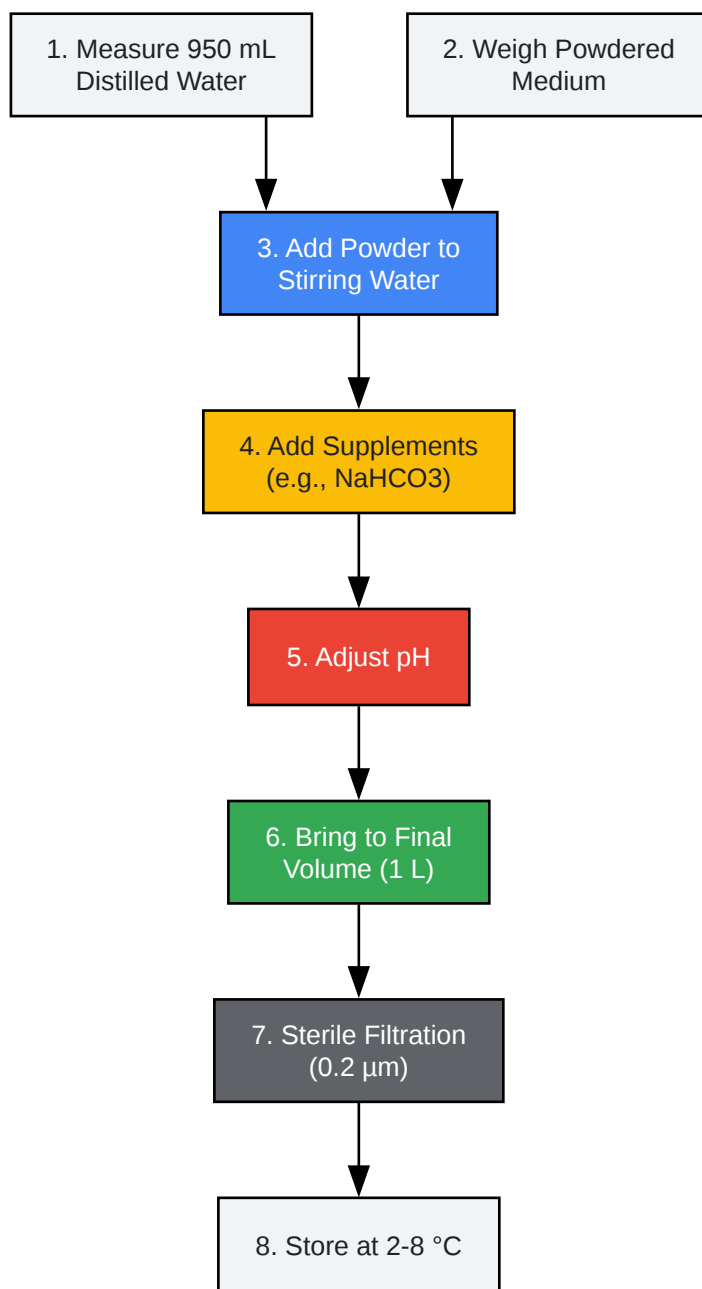 1. Measure 950 mL
Distilled Water
2. Weigh Powdered
Medium
3. Add Powder to
Stirring Water
4. Add Supplements
(e.g., NaHCO3)
5. Adjust pH
6. Bring to Final
Volume (1 L)
7. Sterile Filtration
(0.2 µm)
8. Store at 2-8 °C